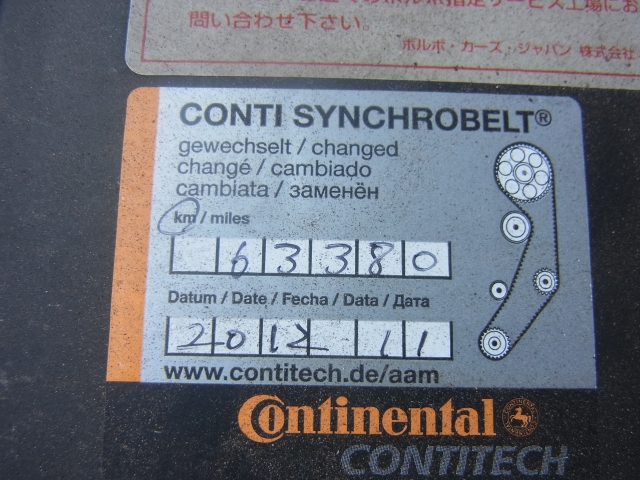 問い合わせ下さい。
ボルボ・カーズ・ジャパン 株式会社
CONTI SYNCHROBELT®
gewechselt / changed
changé / cambiado
cambiata / заменён
km / miles
63380
Datum / Date / Fecha / Data / Дата
2012 11
www.contitech.de/aam
Continental
CONTITECH